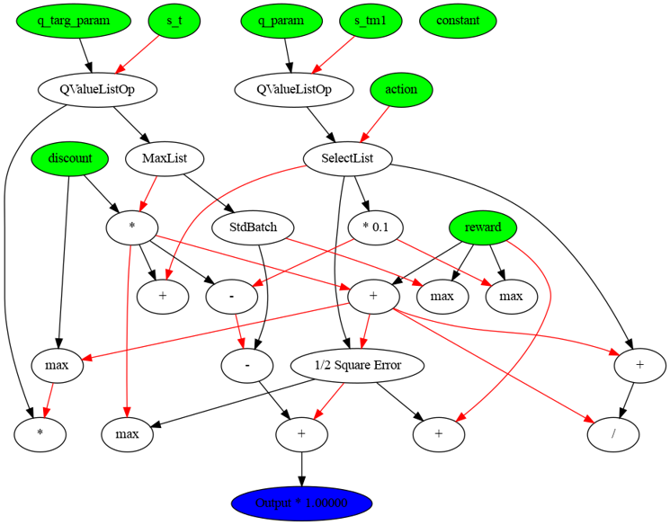 q_targ_param
s_t
q_param
s_tm1
constant
QValueListOp
QValueListOp
action
discount
MaxList
SelectList
*
StdBatch
* 0.1
reward
+
-
+
max
max
max
-
1/2 Square Error
+
*
max
+
+
/
Output * 1.00000